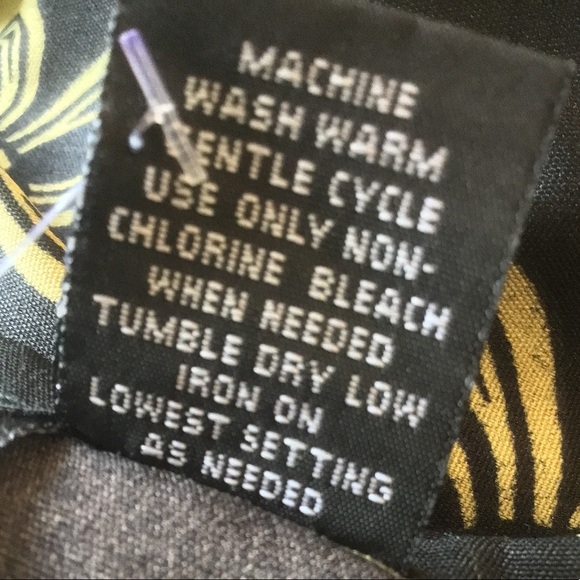 MACHINE
WASH WARM
GENTLE CYCLE
USE ONLY NON-
CHLORINE BLEACH
WHEN NEEDED
TUMBLE DRY LOW
IRON ON
LOWEST SETTING
AS NEEDED